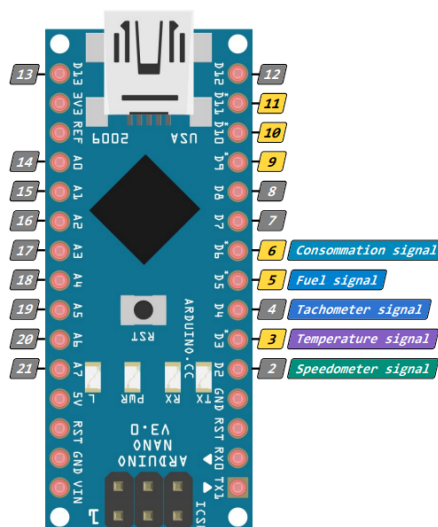 13
D13
D12
12
3V3
D11
11
REF
D10
10
2009
USA
14
A0
D9
9
15
A1
D8
8
16
A2
D7
7
17
A3
D6
6
Consommation signal
18
A4
D5
5
Fuel signal
19
A5
D4
4
Tachometer signal
ARDUINO.CC
RST
20
A6
D3
3
Temperature signal
21
A7
D2
2
Speedometer signal
L
PWR
RX
TX
5V
GND
RST
RST
GND
RX0
VIN
TX1
V3.0
NANO
ARDUINO
ICSP
1